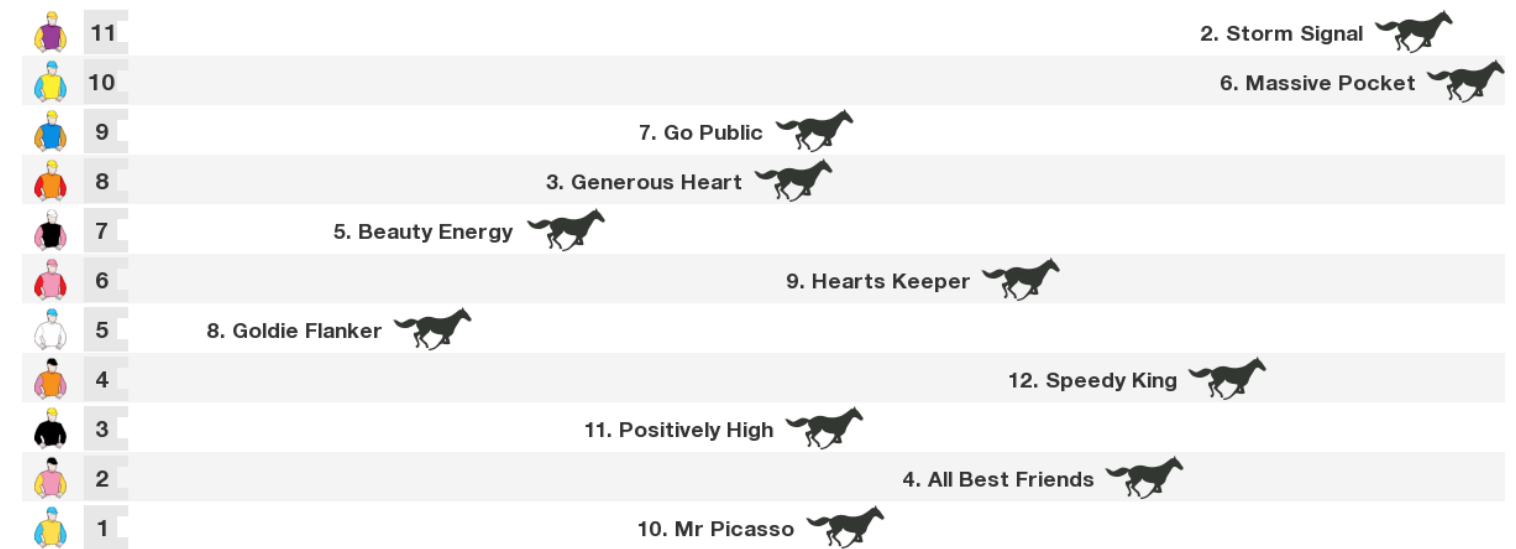 11 2. Storm Signal
10 6. Massive Pocket
9 7. Go Public
8 3. Generous Heart
7 5. Beauty Energy
6 9. Hearts Keeper
5 8. Goldie Flanker
4 12. Speedy King
3 11. Positively High
2 4. All Best Friends
1 10. Mr Picasso